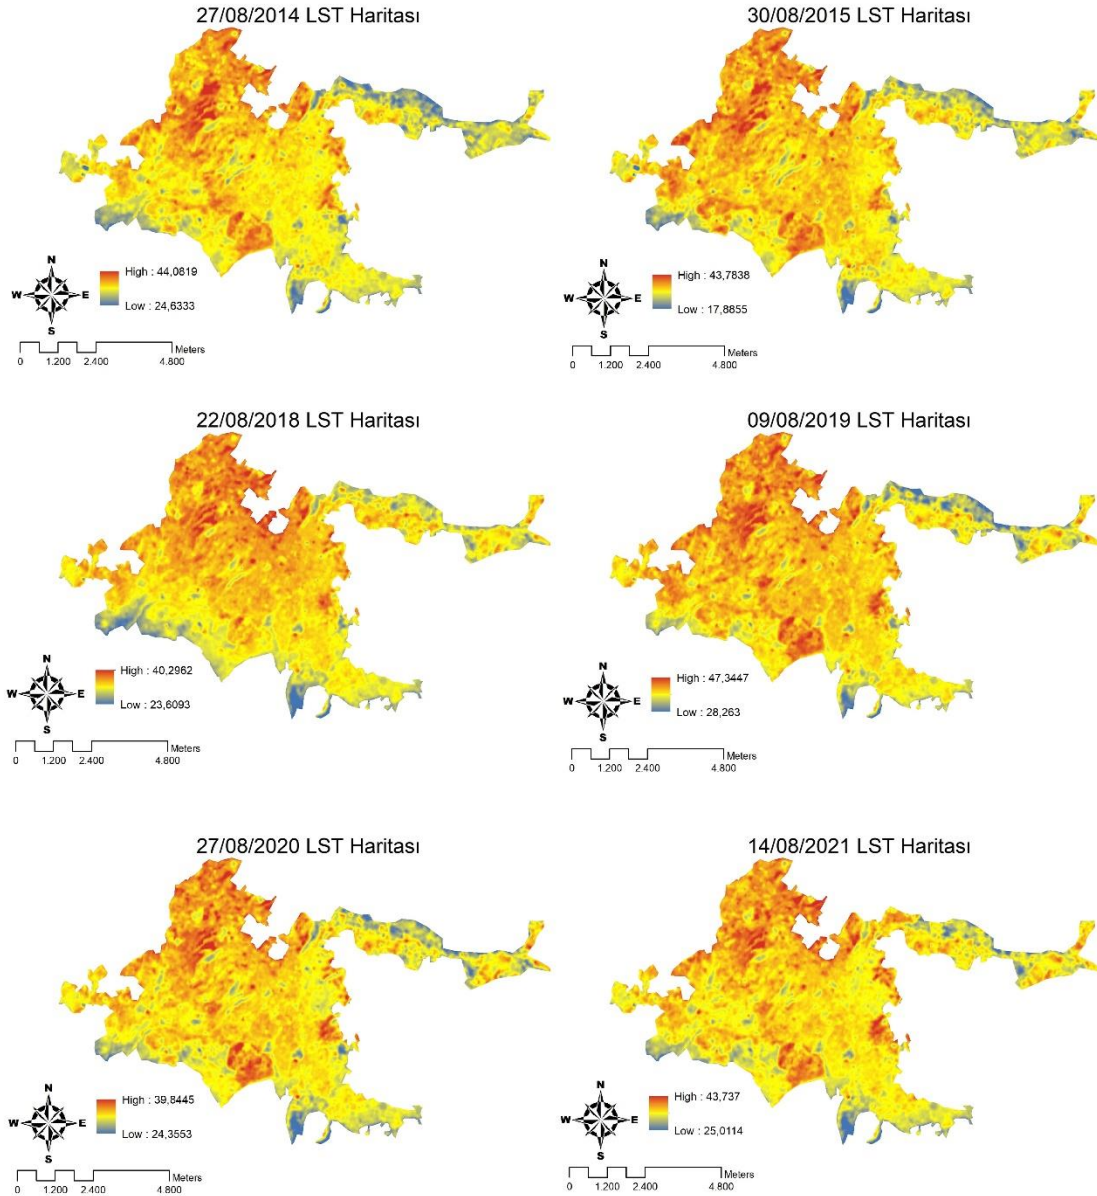 27/08/2014 LST Haritası
N
W E
S
High : 44,0819
Low : 24,6333
Meters
0 1.200 2.400 4.800
30/08/2015 LST Haritası
N
W E
S
High : 43,7838
Low : 17,8855
Meters
0 1.200 2.400 4.800
22/08/2018 LST Haritası
N
W E
S
High : 40,2962
Low : 23,6093
Meters
0 1.200 2.400 4.800
09/08/2019 LST Haritası
N
W E
S
High : 47,3447
Low : 28,263
Meters
0 1.200 2.400 4.800
27/08/2020 LST Haritası
N
W E
S
High : 39,8445
Low : 24,3553
Meters
0 1.200 2.400 4.800
14/08/2021 LST Haritası
N
W E
S
High : 43,737
Low : 25,0114
Meters
0 1.200 2.400 4.800